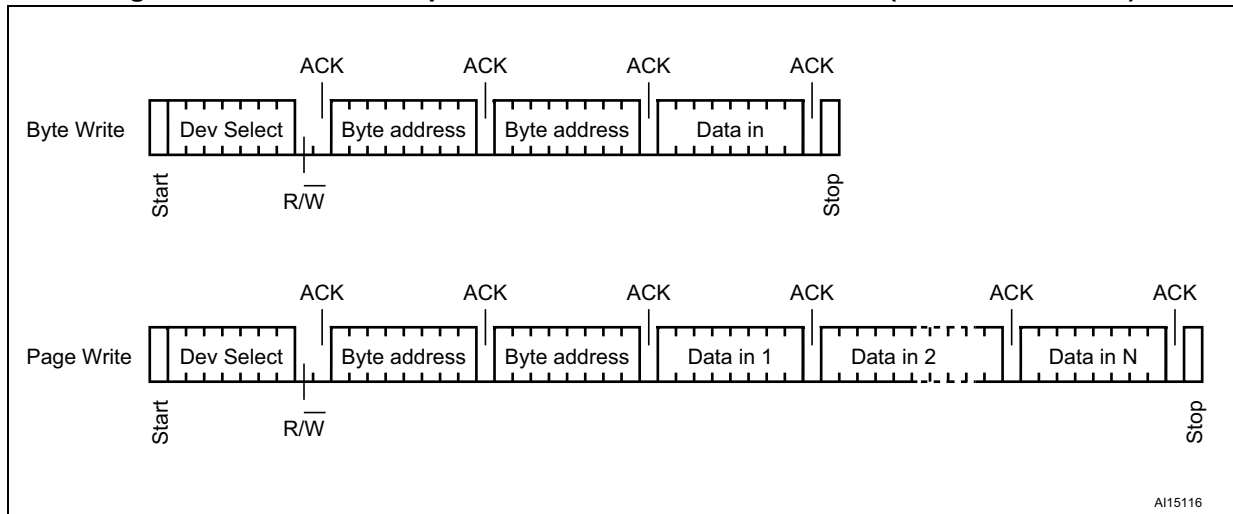 ACK ACK ACK ACK
Byte Write Dev Select Byte address Byte address Data in
Start R/W Stop
ACK ACK ACK ACK ACK ACK
Page Write Dev Select Byte address Byte address Data in 1 Data in 2 Data in N
Start R/W Stop
AI15116